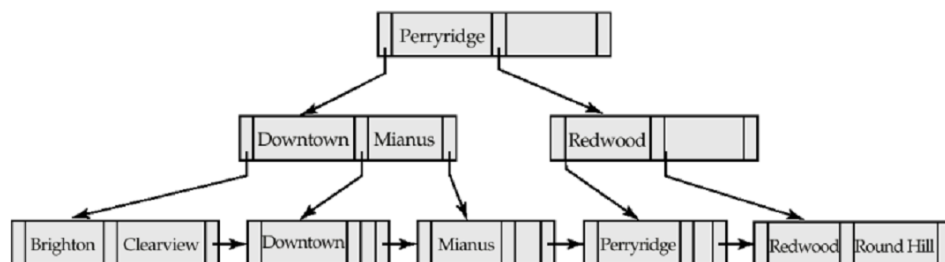 Perryridge
Downtown Mianus Redwood
Brighton Clearview Downtown Mianus Perryridge Redwood Round Hill